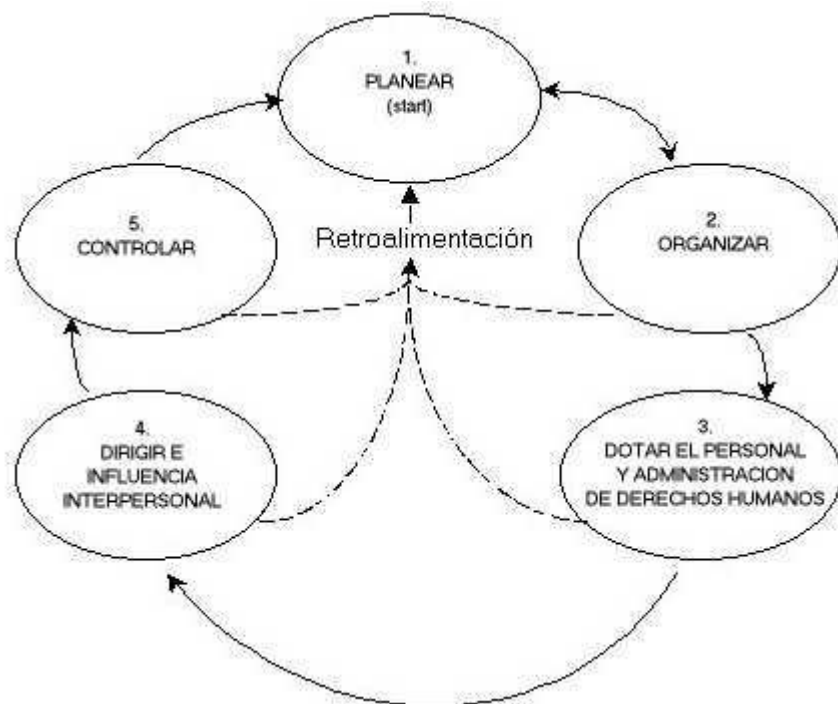 1.
PLANEAR
(start)
2.
ORGANIZAR
3.
DOTAR EL PERSONAL
Y ADMINISTRACION
DE DERECHOS HUMANOS
4.
DIRIGIR E
INFLUENCIA
INTERPERSONAL
5.
CONTROLAR
Retroalimentación